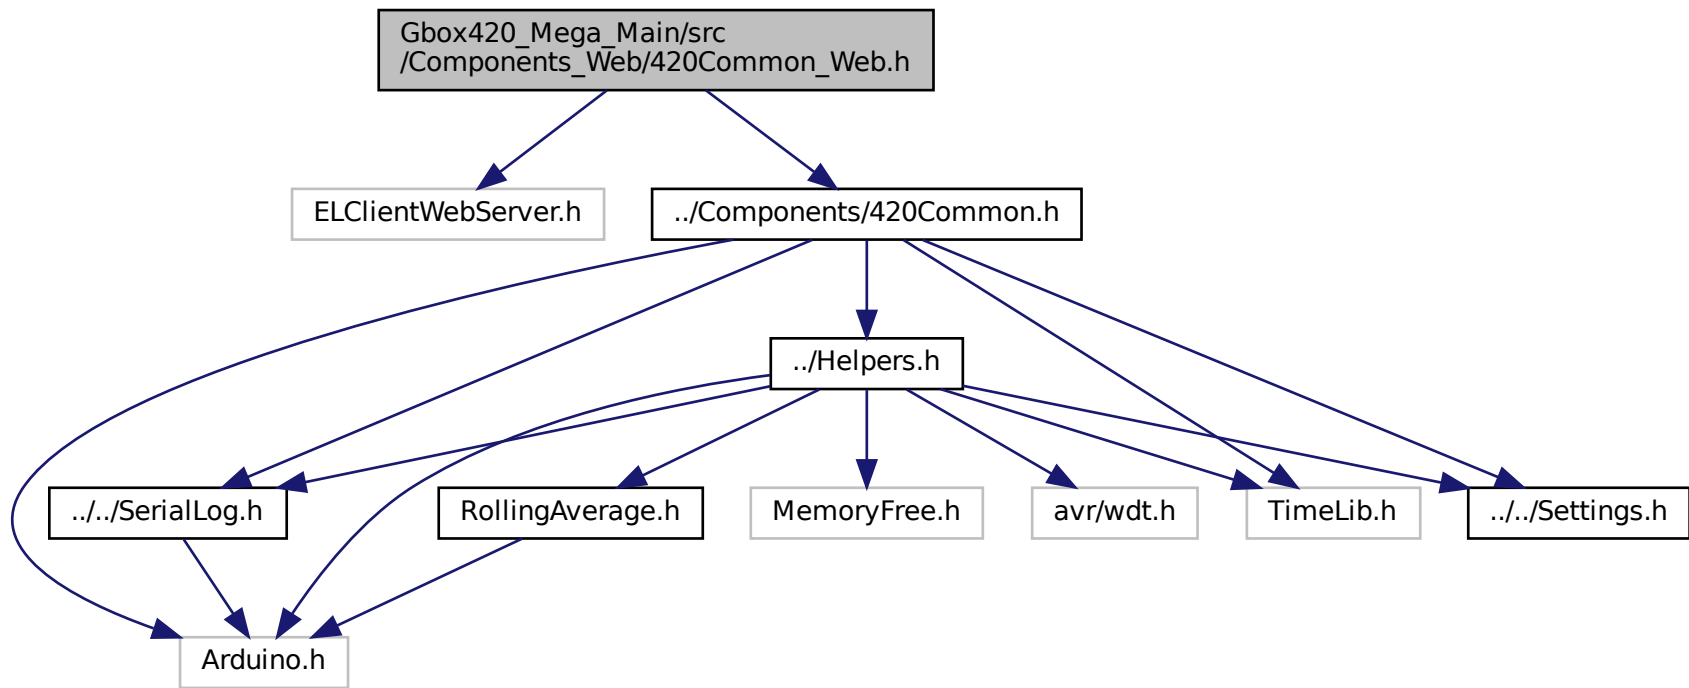 Gbox420_Mega_Main/src
/Components_Web/420Common_Web.h
ELClientWebServer.h
../Components/420Common.h
../Helpers.h
../../SerialLog.h
RollingAverage.h
MemoryFree.h
avr/wdt.h
TimeLib.h
../../Settings.h
Arduino.h